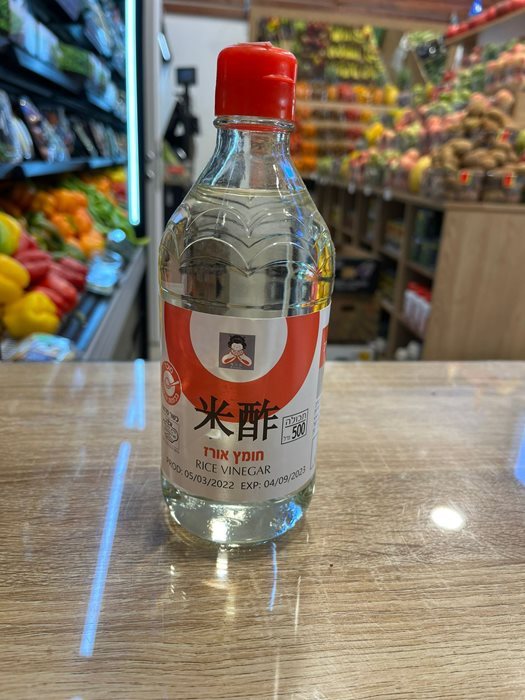 米酢
תכולה
500
מ"ל
חומץ אורז
RICE VINEGAR
PROD: 05/03/2022 EXP: 04/09/2023